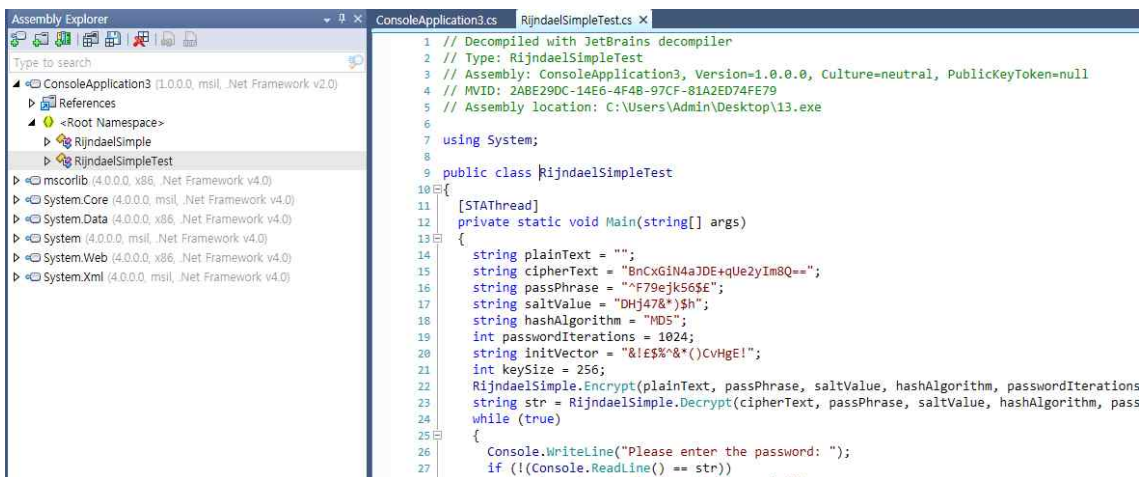 Assembly Explorer
Type to search
ConsoleApplication3 (1.0.0.0, msil, .Net Framework v2.0)
References
<Root Namespace>
RijndaelSimple
RijndaelSimpleTest
mscorlib (4.0.0.0, x86, .Net Framework v4.0)
System.Core (4.0.0.0, msil, .Net Framework v4.0)
System.Data (4.0.0.0, x86, .Net Framework v4.0)
System (4.0.0.0, msil, .Net Framework v4.0)
System.Web (4.0.0.0, x86, .Net Framework v4.0)
System.Xml (4.0.0.0, msil, .Net Framework v4.0)
ConsoleApplication3.cs RijndaelSimpleTest.cs
1 // Decompiled with JetBrains decompiler
2 // Type: RijndaelSimpleTest
3 // Assembly: ConsoleApplication3, Version=1.0.0.0, Culture=neutral, PublicKeyToken=null
4 // MVID: 2ABE29DC-14E6-4F4B-97CF-81A2ED74FE79
5 // Assembly location: C:\Users\Admin\Desktop\13.exe
6
7 using System;
8
9 public class RijndaelSimpleTest
10 {
11 [STAThread]
12 private static void Main(string[] args)
13 {
14 string plainText = "";
15 string cipherText = "BnCxGiN4aJDE+qUe2yIm8Q==";
16 string passPhrase = "^F79ejk56$£";
17 string saltValue = "DHj47&*)$h";
18 string hashAlgorithm = "MD5";
19 int passwordIterations = 1024;
20 string initVector = "&!£$%^&*()CvHgE!";
21 int keySize = 256;
22 RijndaelSimple.Encrypt(plainText, passPhrase, saltValue, hashAlgorithm, passwordIterations
23 string str = RijndaelSimple.Decrypt(cipherText, passPhrase, saltValue, hashAlgorithm, pass
24 while (true)
25 {
26 Console.WriteLine("Please enter the password: ");
27 if (!(Console.ReadLine() == str))